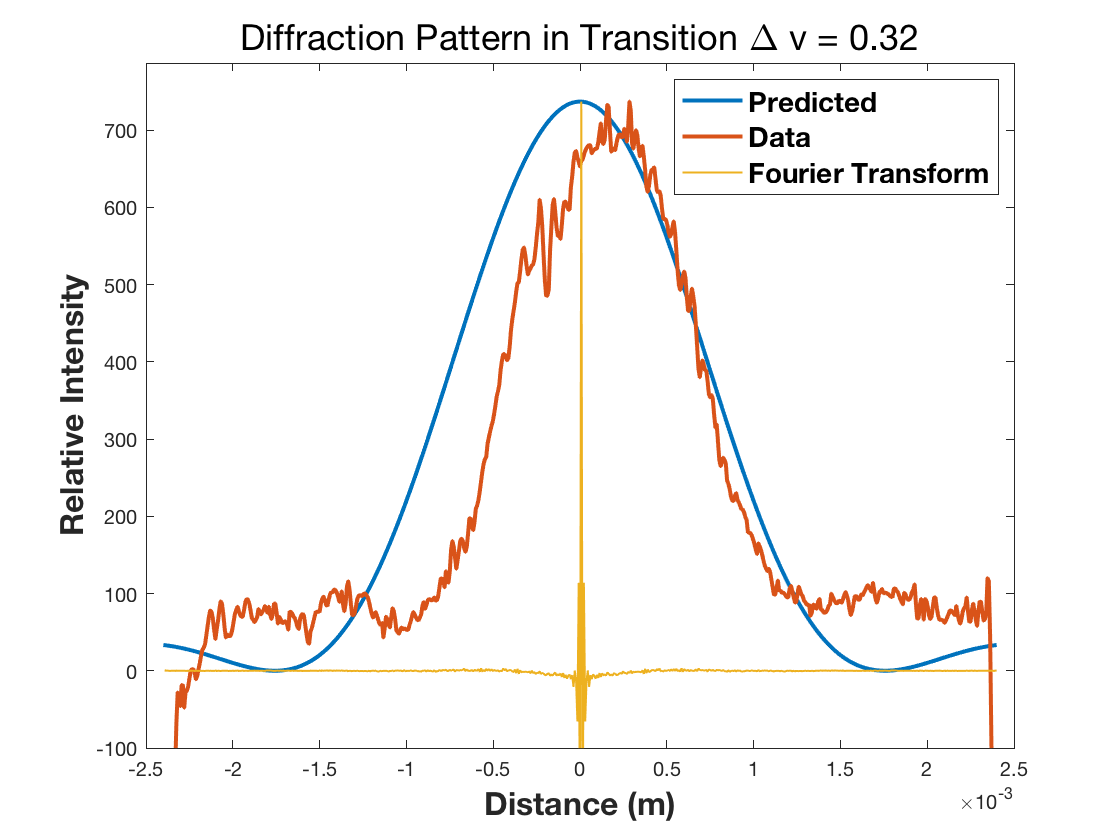 Diffraction Pattern in Transition Δ v = 0.32
Predicted
Data
Fourier Transform
Relative Intensity
700
600
500
400
300
200
100
0
-100
-2.5 -2 -1.5 -1 -0.5 0 0.5 1 1.5 2 2.5
×10⁻³
Distance (m)